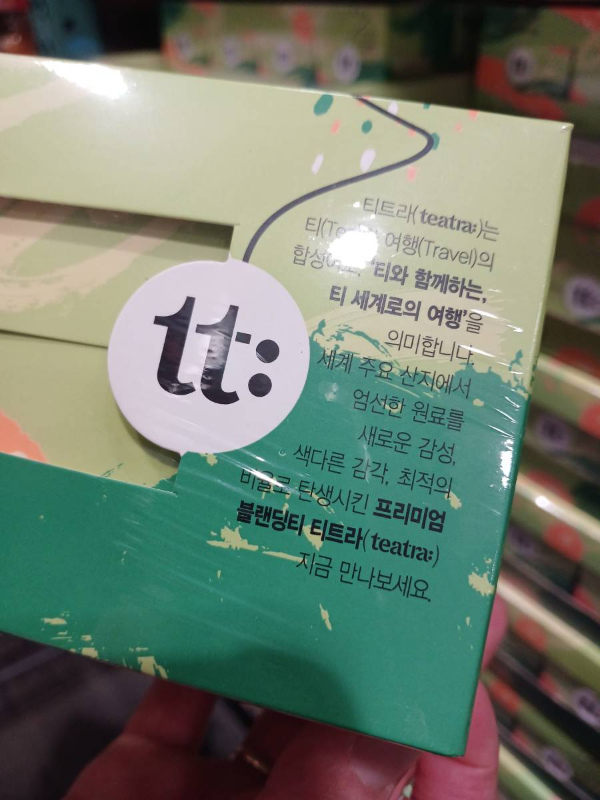 tt:
티트라(teatra:)는
여행(Travel)의
"티와 함께하는,
티 세계로의 여행"을
의미합니다.
세계 주요 산지에서
엄선한 원료를
새로운 감성,
색다른 감각, 최적의
비율로 탄생시킨 프리미엄
블랜딩티 티트라(teatra:)
지금 만나보세요.